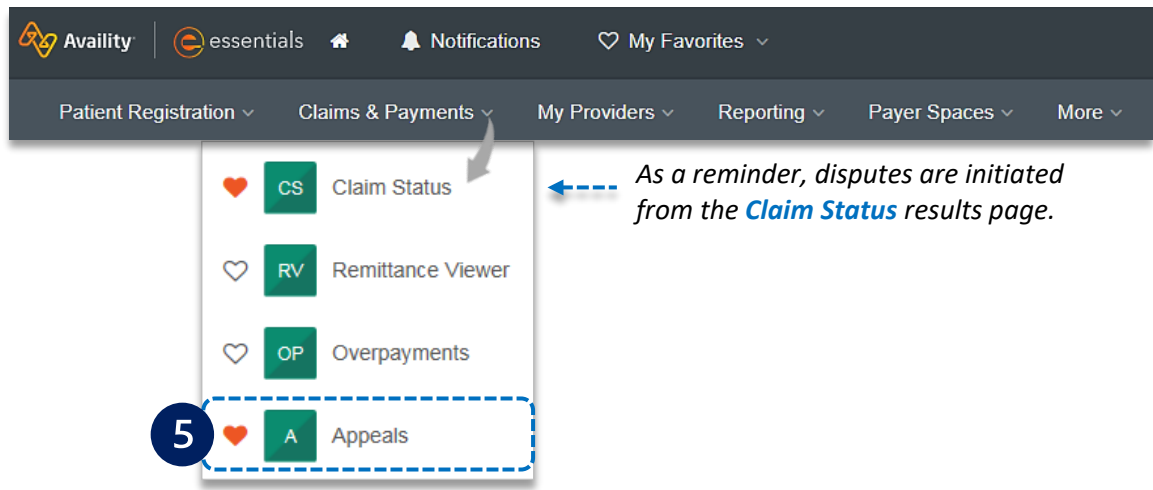 Availity essentials Notifications My Favorites
Patient Registration Claims & Payments My Providers Reporting Payer Spaces More
CS Claim Status
As a reminder, disputes are initiated
from the Claim Status results page.
RV Remittance Viewer
OP Overpayments
5 A Appeals